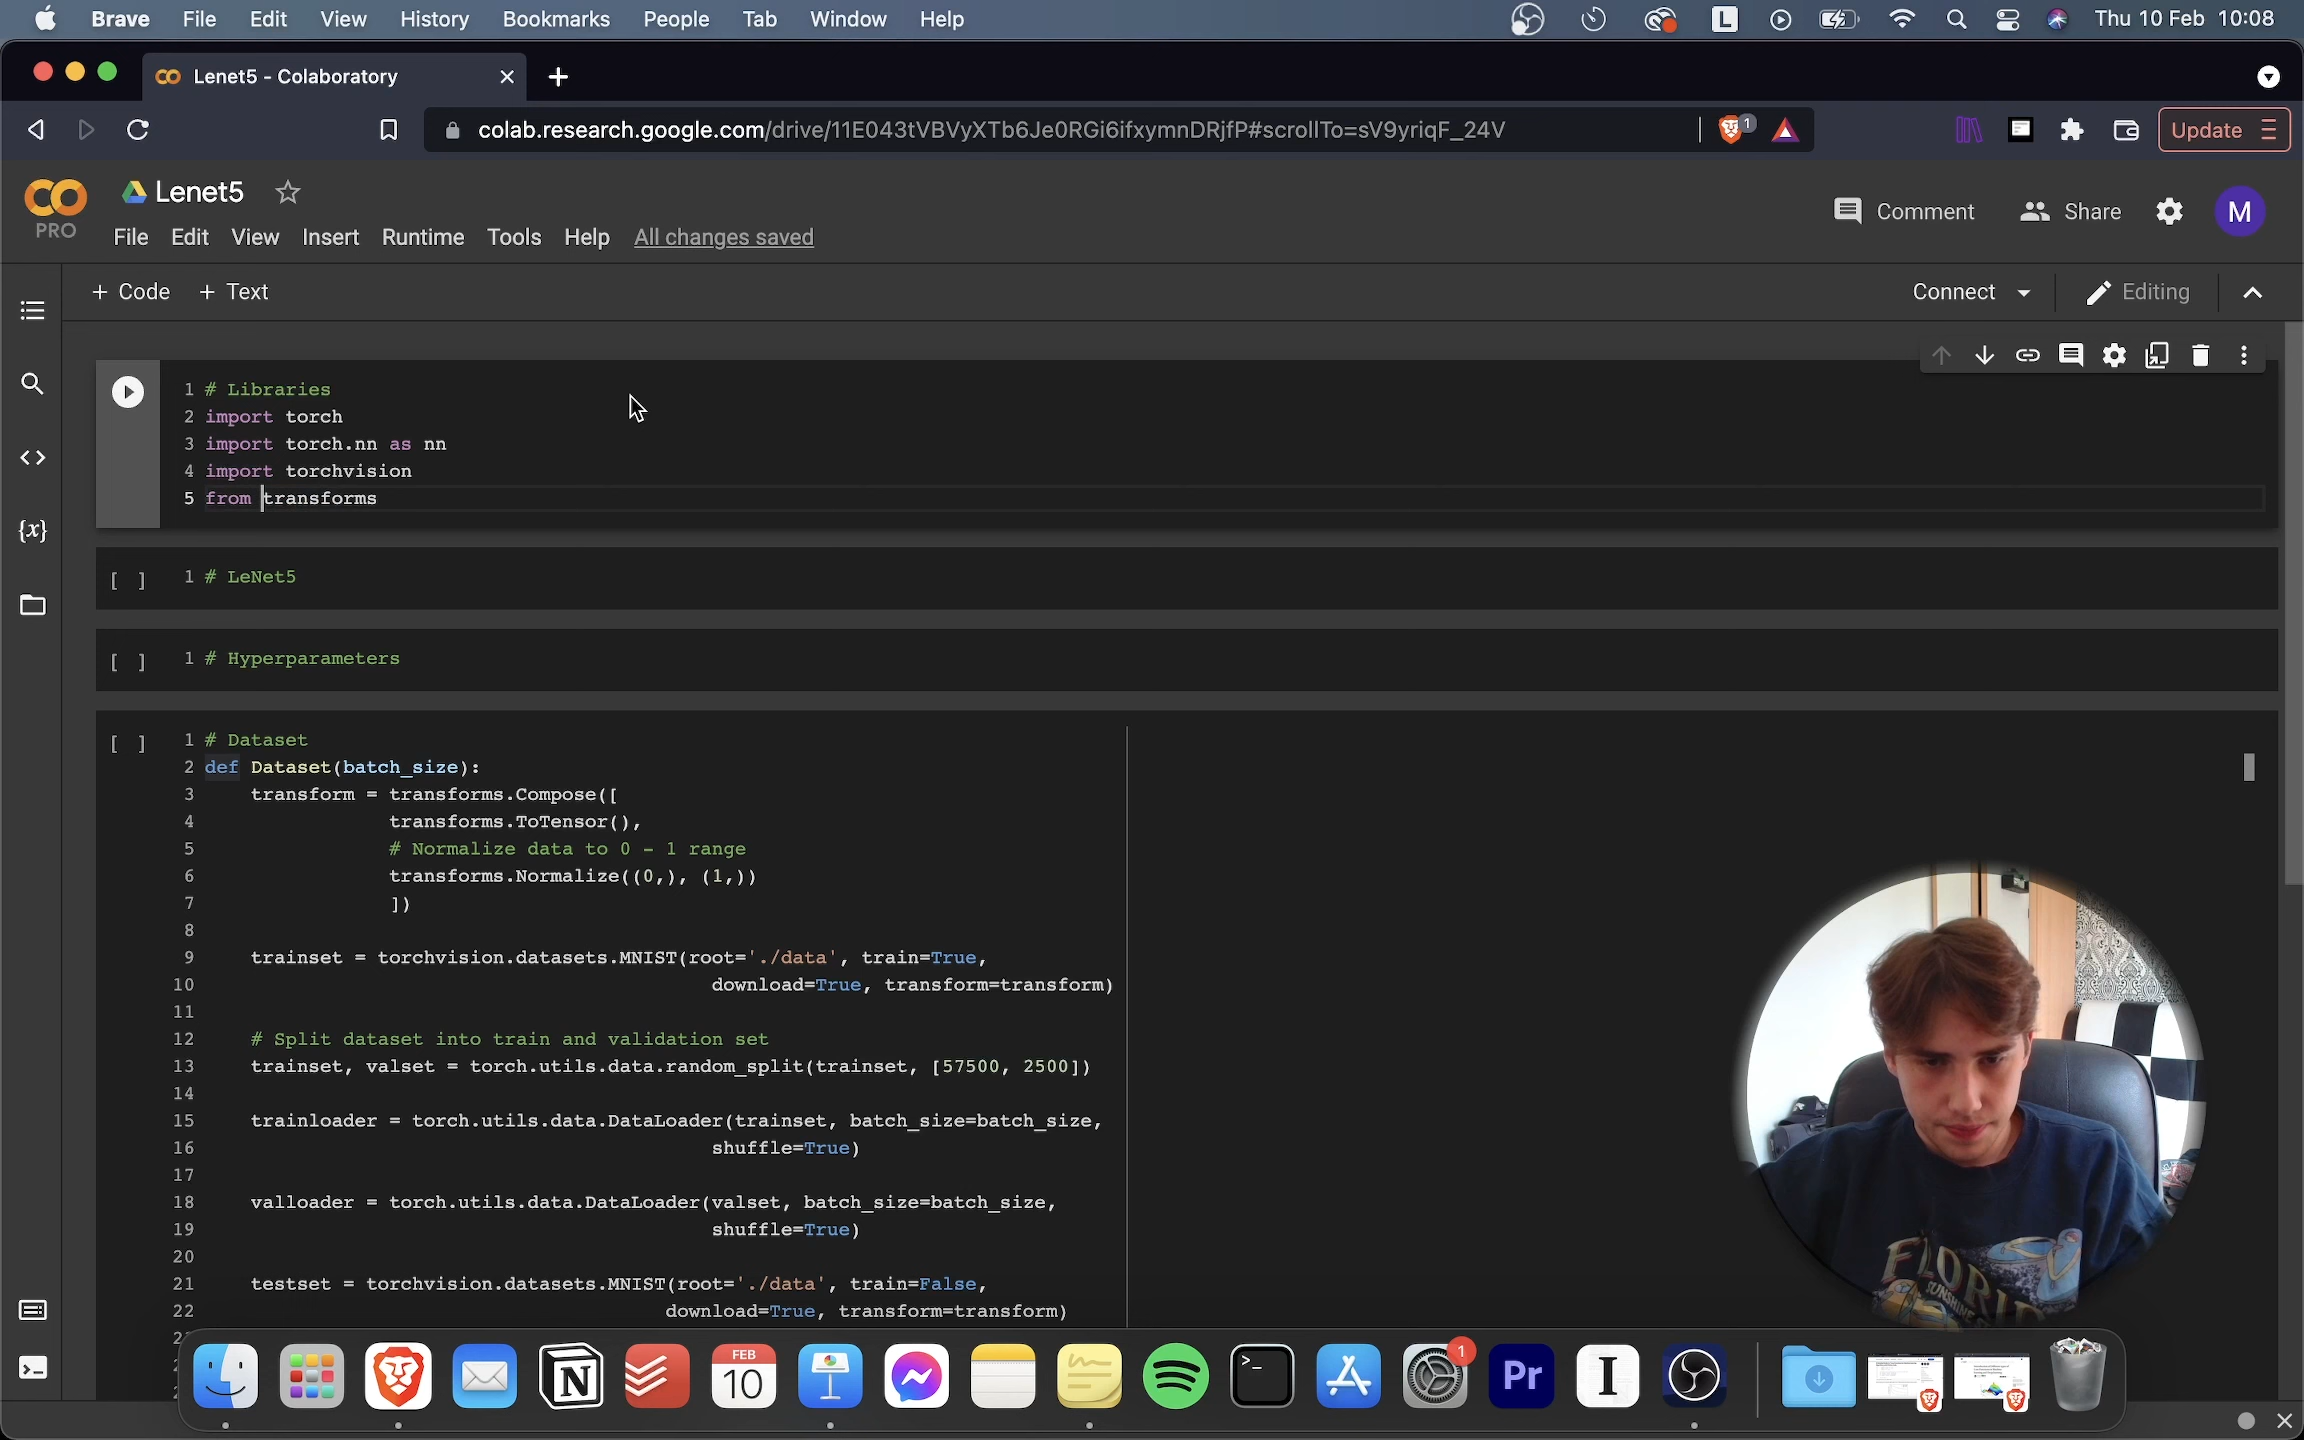 Brave File Edit View History Bookmarks People Tab Window Help L Thu 10 Feb 10:08
Lenet5 - Colaboratory
colab.research.google.com/drive/11E043tVBVyXTb6Je0RGi6ifxymnDRjfP#scrollTo=sV9yriqF_24V 1 Update
Lenet5
PRO
Comment Share M
File Edit View Insert Runtime Tools Help All changes saved
+ Code + Text Connect Editing
1 # Libraries
2 import torch
3 import torch.nn as nn
4 import torchvision
5 from transforms
[ ] 1 # LeNet5
[ ] 1 # Hyperparameters
[ ] 1 # Dataset
2 def Dataset(batch_size):
3 transform = transforms.Compose([
4 transforms.ToTensor(),
5 # Normalize data to 0 - 1 range
6 transforms.Normalize((0,), (1,))
7 ])
8
9 trainset = torchvision.datasets.MNIST(root='./data', train=True,
10 download=True, transform=transform)
11
12 # Split dataset into train and validation set
13 trainset, valset = torch.utils.data.random_split(trainset, [57500, 2500])
14
15 trainloader = torch.utils.data.DataLoader(trainset, batch_size=batch_size,
16 shuffle=True)
17
18 valloader = torch.utils.data.DataLoader(valset, batch_size=batch_size,
19 shuffle=True)
20
21 testset = torchvision.datasets.MNIST(root='./data', train=False,
22 download=True, transform=transform)
{x}
FLORI
SUNSHINE
FEB
10
1
Pr
I